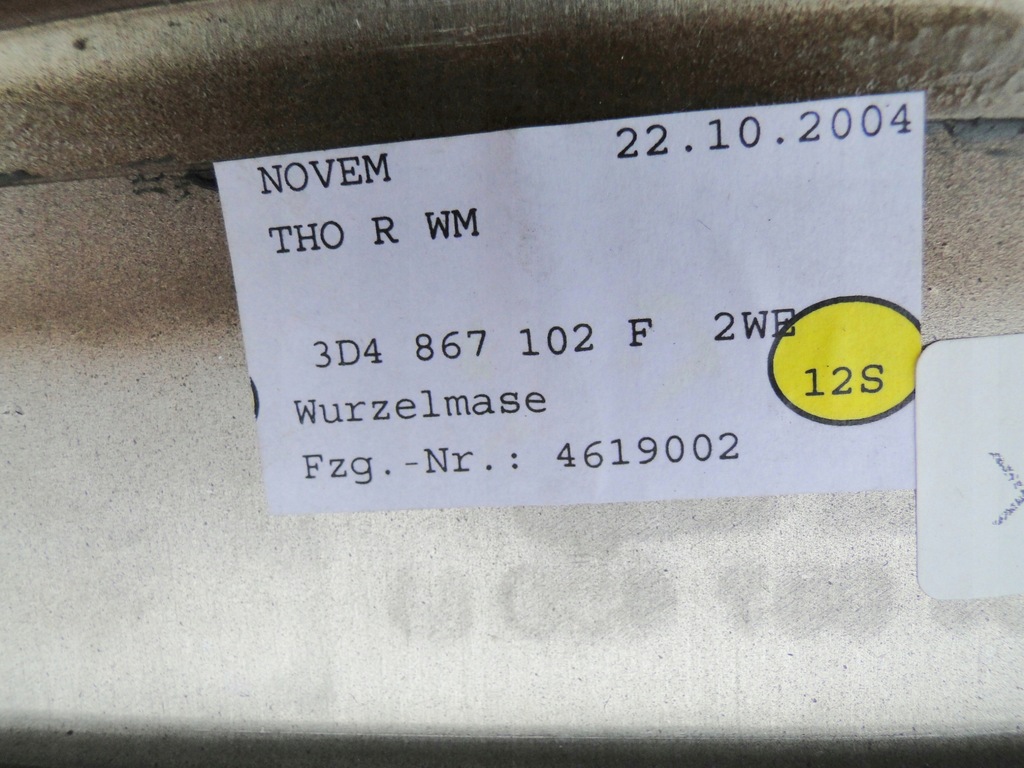 NOVEM 22.10.2004
THO R WM
3D4 867 102 F 2WE
12S
Wurzelmase
Fzg.-Nr.: 4619002